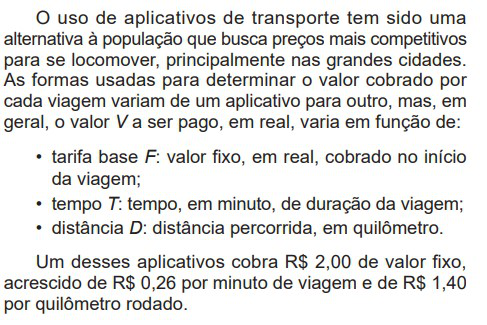 O uso de aplicativos de transporte tem sido uma
alternativa à população que busca preços mais competitivos
para se locomover, principalmente nas grandes cidades.
As formas usadas para determinar o valor cobrado por
cada viagem variam de um aplicativo para outro, mas, em
geral, o valor V a ser pago, em real, varia em função de:
• tarifa base F: valor fixo, em real, cobrado no início
da viagem;
• tempo T: tempo, em minuto, de duração da viagem;
• distância D: distância percorrida, em quilômetro.
Um desses aplicativos cobra R$ 2,00 de valor fixo,
acrescido de R$ 0,26 por minuto de viagem e de R$ 1,40
por quilômetro rodado.